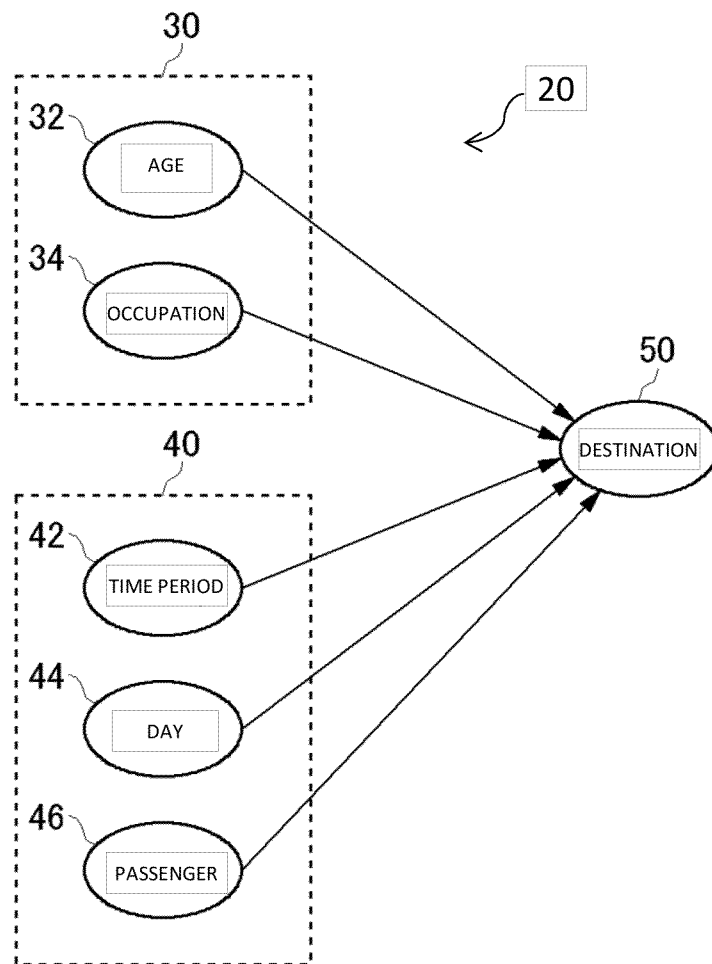 30
20
32
AGE
34
OCCUPATION
50
DESTINATION
40
42
TIME PERIOD
44
DAY
46
PASSENGER